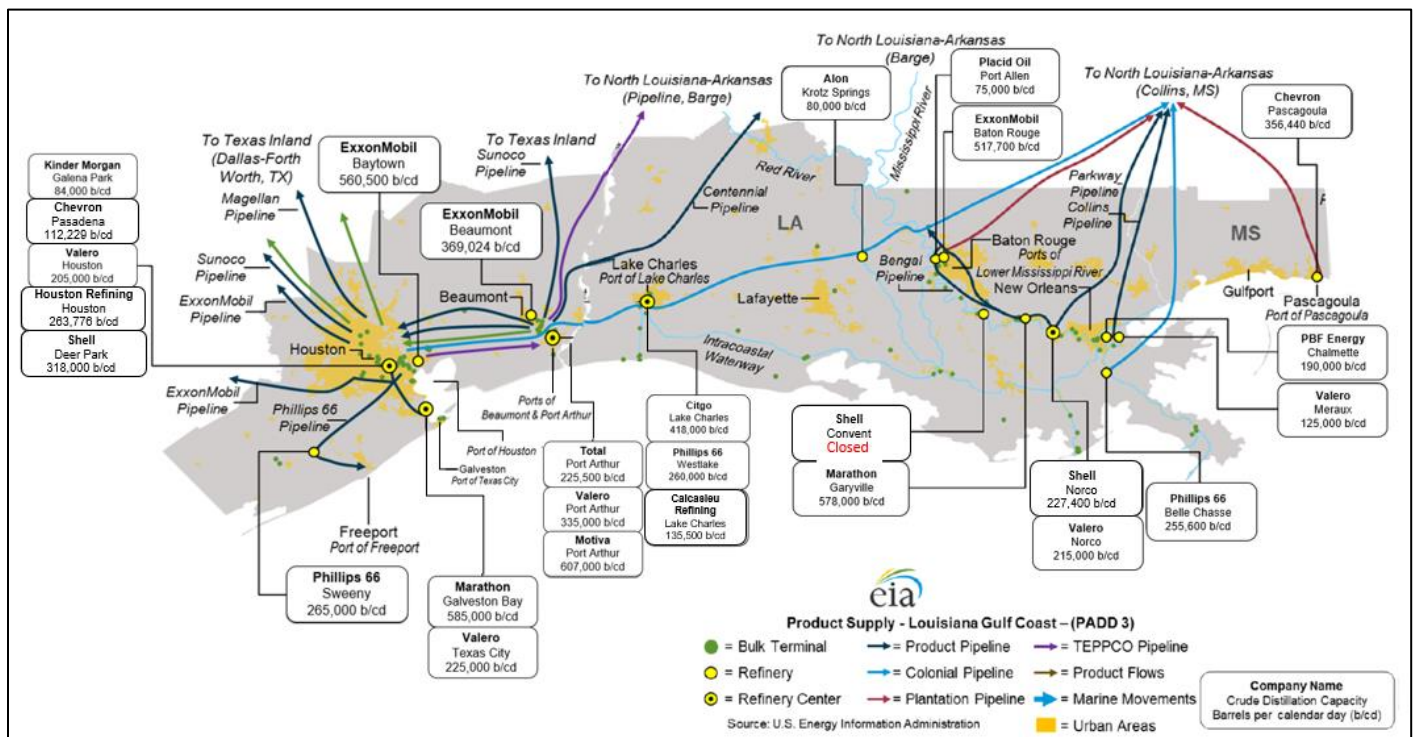 To North Louisiana-Arkansas
(Barge)
To North Louisiana-Arkansas
(Pipeline, Barge)
Alon
Krotz Springs
80,000 b/cd
Placid Oil
Port Allen
75,000 b/cd
To North Louisiana-Arkansas
(Collins, MS)
Chevron
Pascagoula
356,440 b/cd
ExxonMobil
Baton Rouge
517,700 b/cd
Mississippi River
To Texas Inland
(Dallas-Forth
Worth, TX)
Magellan
Pipeline
ExxonMobil
Baytown
560,500 b/cd
To Texas Inland
Sunoco
Pipeline
Red River
Centennial
Pipeline
Parkway
Pipeline
Collins
Pipeline
Kinder Morgan
Galena Park
84,000 b/cd
Chevron
Pasadena
112,229 b/cd
Valero
Houston
205,000 b/cd
Houston Refining
Houston
263,776 b/cd
Shell
Deer Park
318,000 b/cd
Sunoco
Pipeline
ExxonMobil
Pipeline
ExxonMobil
Beaumont
369,024 b/cd
LA
MS
Lake Charles
Port of Lake Charles
Beaumont
Lafayette
Bengal
Pipeline
Baton Rouge
Ports of
Lower Mississippi River
New Orleans
Gulfport
Pascagoula
Port of Pascagoula
Houston
Intracoastal
Waterway
ExxonMobil
Pipeline
Phillips 66
Pipeline
Ports of
Beaumont & Port Arthur
Port of Houston
Galveston
Port of Texas City
Freeport
Port of Freeport
PBF Energy
Chalmette
190,000 b/cd
Valero
Meraux
125,000 b/cd
Citgo
Lake Charles
418,000 b/cd
Phillips 66
Westlake
260,000 b/cd
Calcasieu
Refining
Lake Charles
135,500 b/cd
Total
Port Arthur
225,500 b/cd
Valero
Port Arthur
335,000 b/cd
Motiva
Port Arthur
607,000 b/cd
Shell
Convent
Closed
Marathon
Garyville
578,000 b/cd
Shell
Norco
227,400 b/cd
Valero
Norco
215,000 b/cd
Phillips 66
Belle Chasse
255,600 b/cd
Phillips 66
Sweeny
265,000 b/cd
Marathon
Galveston Bay
585,000 b/cd
Valero
Texas City
225,000 b/cd
eia
Product Supply - Louisiana Gulf Coast – (PADD 3)
= Bulk Terminal
= Product Pipeline
= TEPPCO Pipeline
= Refinery
= Colonial Pipeline
= Product Flows
= Refinery Center
= Plantation Pipeline
= Marine Movements
Source: U.S. Energy Information Administration
= Urban Areas
Company Name
Crude Distillation Capacity
Barrels per calendar day (b/cd)